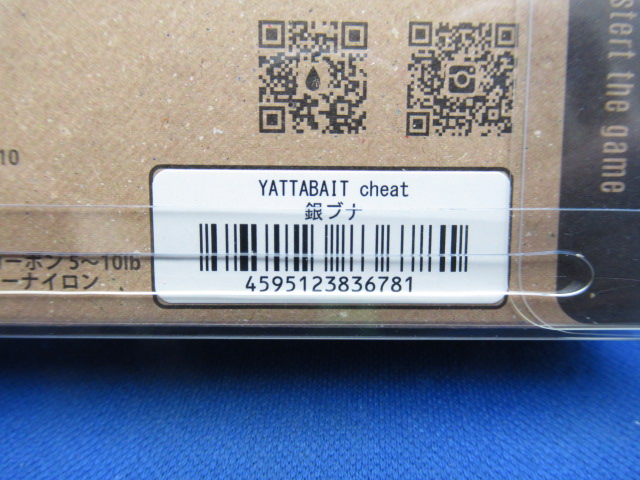 stert the game
10
YATTABAIT cheat
銀ブナ
4595123836781
ーボン 5～10lb
ーナイロン